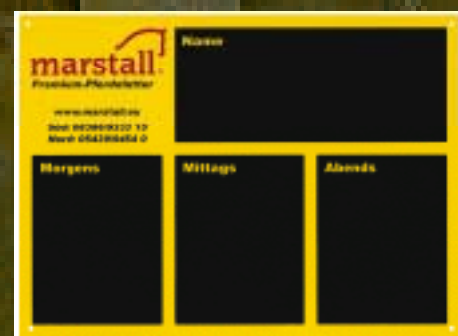 marstall
Premium-Pferdefutter
www.marstall.eu
Name
Morgens
Mittags
Abends